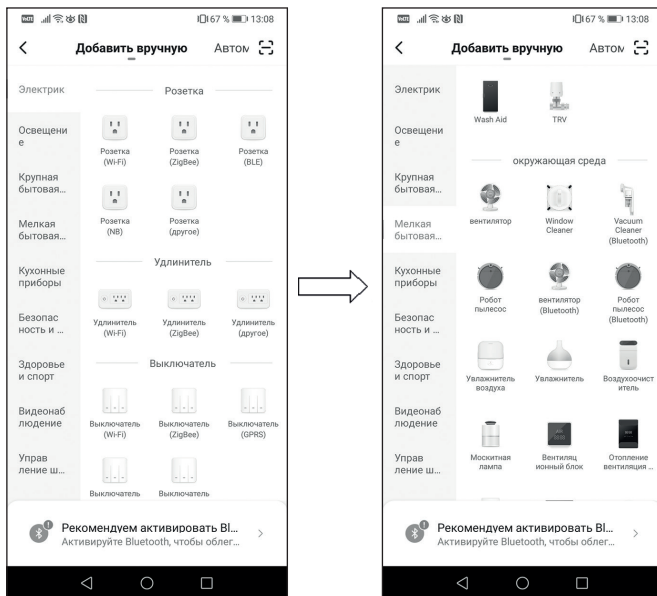 67 % 13:08
Добавить вручную Автом
Электрик
Освещени
е
Крупная
бытовая...
Мелкая
бытовая...
Кухонные
приборы
Безопас
ность и ...
Здоровье
и спорт
Видеонаб
людение
Управ
ление ш...
Розетка
Розетка Розетка Розетка
(Wi-Fi) (ZigBee) (BLE)
Розетка Розетка
(NB) (другое)
Удлинитель
Удлинитель Удлинитель Удлинитель
(Wi-Fi) (ZigBee) (другое)
Выключатель
Выключатель Выключатель Выключатель
(Wi-Fi) (ZigBee) (GPRS)
Выключатель Выключатель
Рекомендуем активировать Bl...
Активируйте Bluetooth, чтобы облег...
67 % 13:08
Добавить вручную Автом
Электрик
Освещени
е
Крупная
бытовая...
Мелкая
бытовая...
Кухонные
приборы
Безопас
ность и ...
Здоровье
и спорт
Видеонаб
людение
Управ
ление ш...
Wash Aid TRV
окружающая среда
вентилятор Window Vacuum
Cleaner Cleaner
(Bluetooth)
Робот вентилятор Робот
пылесос (Bluetooth) пылесос
(Bluetooth)
Увлажнитель Увлажнитель Воздухоочист
воздуха итель
Москитная Вентиляц Отопление
лампа ионный блок вентиляция ...
Рекомендуем активировать Bl...
Активируйте Bluetooth, чтобы облег...